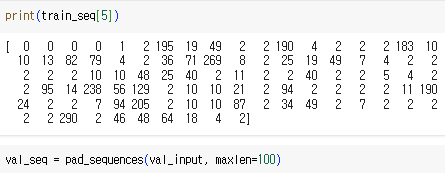 print(train_seq[5])
[ 0 0 0 0 1 2 195 19 49 2 2 190 4 2 2 2 183 10
10 13 82 79 4 2 36 71 269 8 2 25 19 49 7 4 2 2
2 2 2 10 10 48 25 40 2 11 2 2 40 2 2 5 4 2
2 95 14 238 56 129 2 10 10 21 2 94 2 2 2 2 11 190
24 2 2 7 94 205 2 10 10 87 2 34 49 2 7 2 2 2
2 2 290 2 46 48 64 18 4 2]
val_seq = pad_sequences(val_input, maxlen=100)